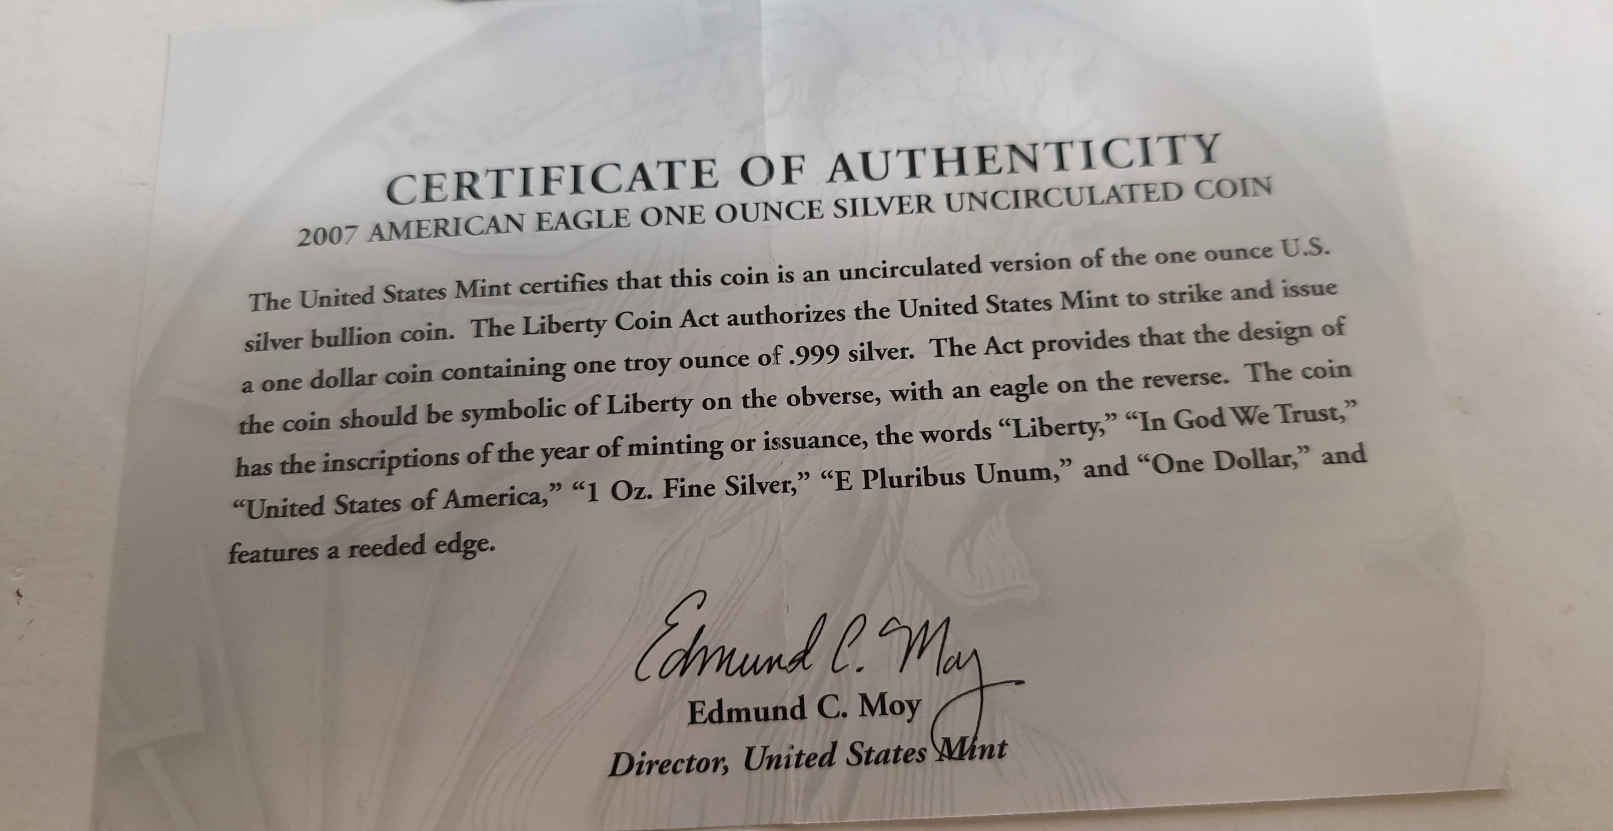 CERTIFICATE OF AUTHENTICITY
2007 AMERICAN EAGLE ONE OUNCE SILVER UNCIRCULATED COIN
The United States Mint certifies that this coin is an uncirculated version of the one ounce U.S.
silver bullion coin. The Liberty Coin Act authorizes the United States Mint to strike and issue
a one dollar coin containing one troy ounce of .999 silver. The Act provides that the design of
the coin should be symbolic of Liberty on the obverse, with an eagle on the reverse. The coin
has the inscriptions of the year of minting or issuance, the words “Liberty,” “In God We Trust,”
“United States of America,” “1 Oz. Fine Silver,” “E Pluribus Unum,” and “One Dollar,” and
features a reeded edge.
Edmund C. Moy
Edmund C. Moy
Director, United States Mint